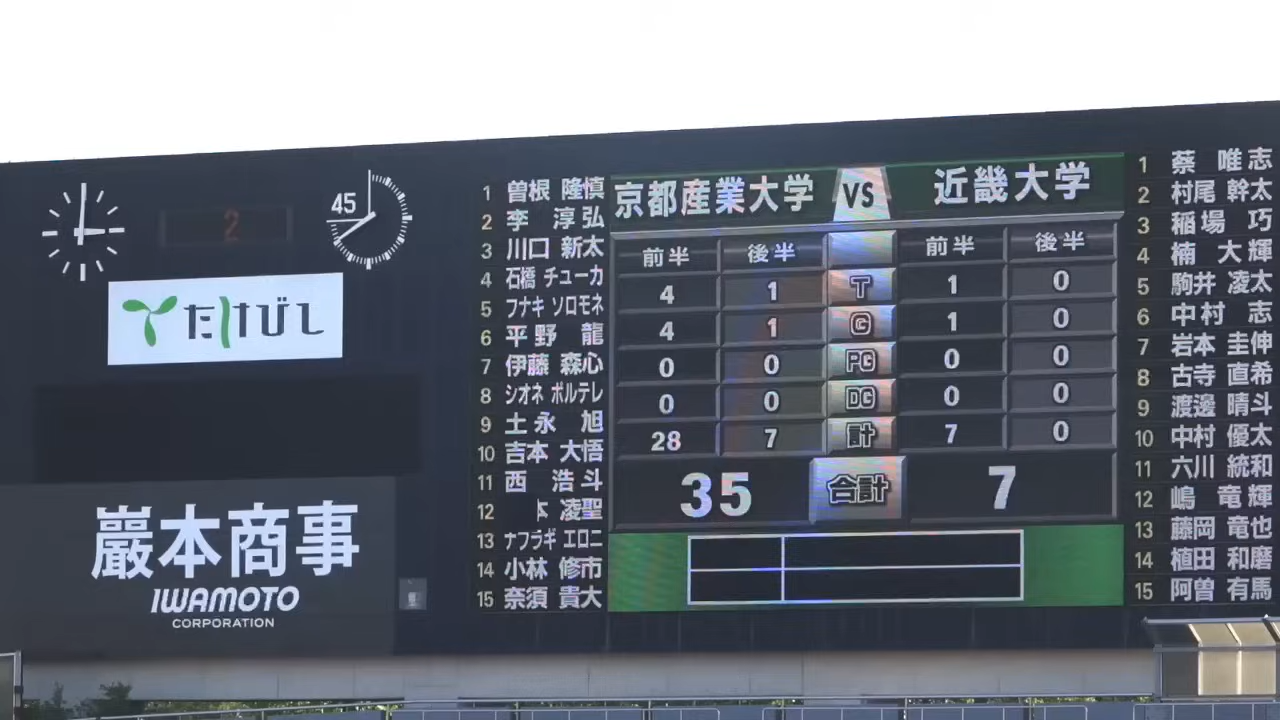 45
2
たけびし
巖本商事
IWAMOTO
CORPORATION
1 曽根 隆慎
2 李 淳弘
3 川口 新太
4 石橋 チューカ
5 フナキ ソロモネ
6 平野 龍
7 伊藤 森心
8 シオネ ポルテレ
9 土永 旭
10 吉本 大悟
11 西 浩斗
12 凌聖
13 ナフラギ エロニ
14 小林 修市
15 奈須 貴大
京都産業大学 VS 近畿大学
前半 後半 前半 後半
4 1 T 1 0
4 1 G 1 0
0 0 PG 0 0
0 0 DG 0 0
28 7 計 7 0
35 合計 7
1 蔡 唯志
2 村尾 幹太
3 稲場 巧
4 楠 大輝
5 駒井 凌太
6 中村 志
7 岩本 圭伸
8 古寺 直希
9 渡邊 晴斗
10 中村 優太
11 六川 統和
12 嶋 竜輝
13 藤岡 竜也
14 植田 和磨
15 阿曽 有馬